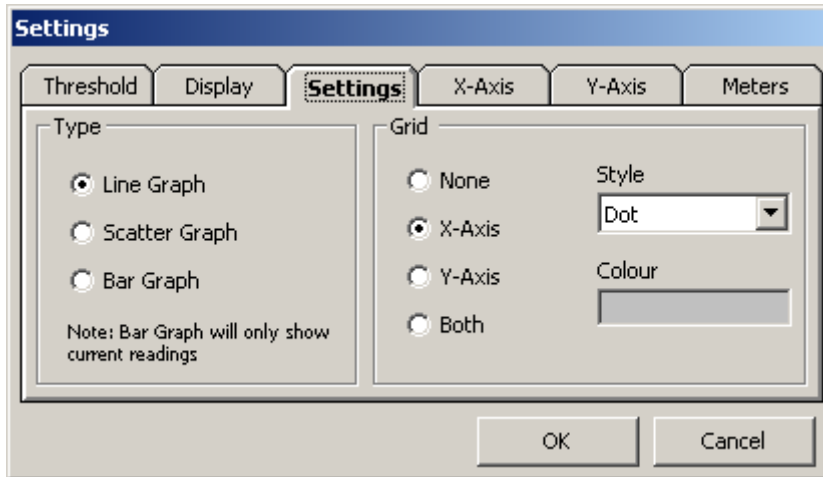 Settings
Threshold Display Settings X-Axis Y-Axis Meters
Type
Line Graph
Scatter Graph
Bar Graph
Note: Bar Graph will only show
current readings
Grid
None
X-Axis
Y-Axis
Both
Style
Dot
Colour
OK Cancel